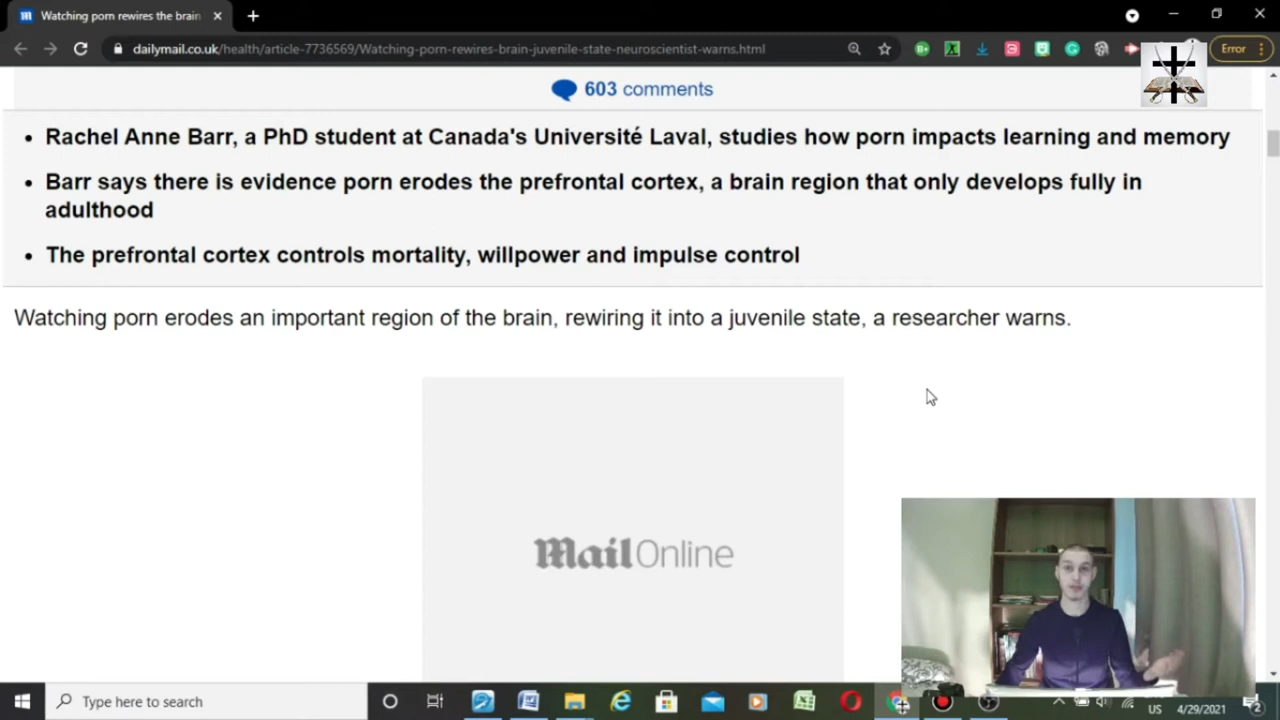 Watching porn rewires the brain
dailymail.co.uk/health/article-7736569/Watching-porn-rewires-brain-juvenile-state-neuroscientist-warns.html
Error
603 comments
Rachel Anne Barr, a PhD student at Canada's Université Laval, studies how porn impacts learning and memory
Barr says there is evidence porn erodes the prefrontal cortex, a brain region that only develops fully in
adulthood
The prefrontal cortex controls mortality, willpower and impulse control
Watching porn erodes an important region of the brain, rewiring it into a juvenile state, a researcher warns.
Mail Online
Type here to search
US
4/29/2021
2